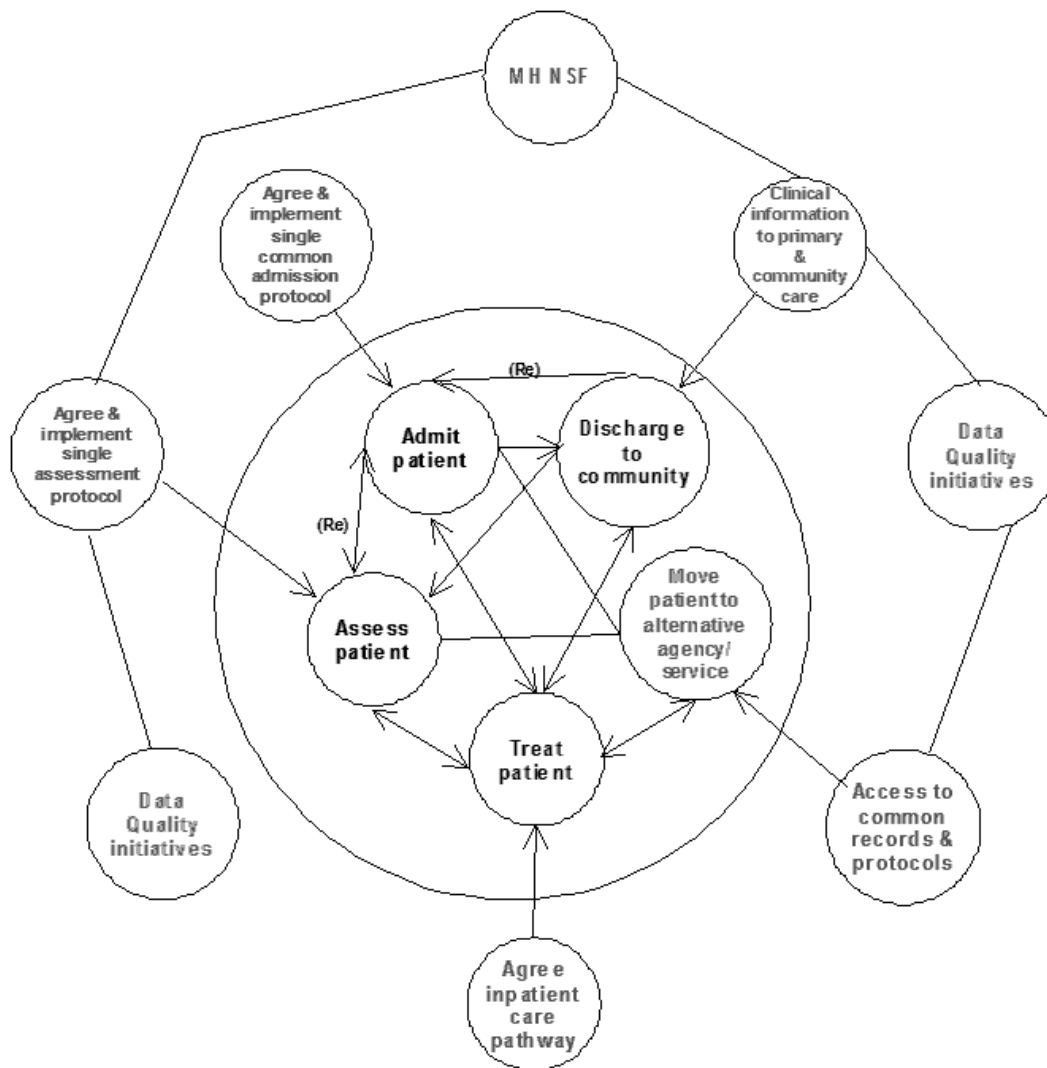 MH NSF
Agree &
implement
single
common
admission
protocol
Clinical
information
to primary
&
community
care
(Re)
Agree &
implement
single
assessment
protocol
Admit
patient
Discharge
to
community
Data
Quality
initiatives
(Re)
Assess
patient
Move
patient to
alternative
agency/
service
Treat
patient
Data
Quality
initiatives
Access to
common
records &
protocols
Agree
inpatient
care
pathway